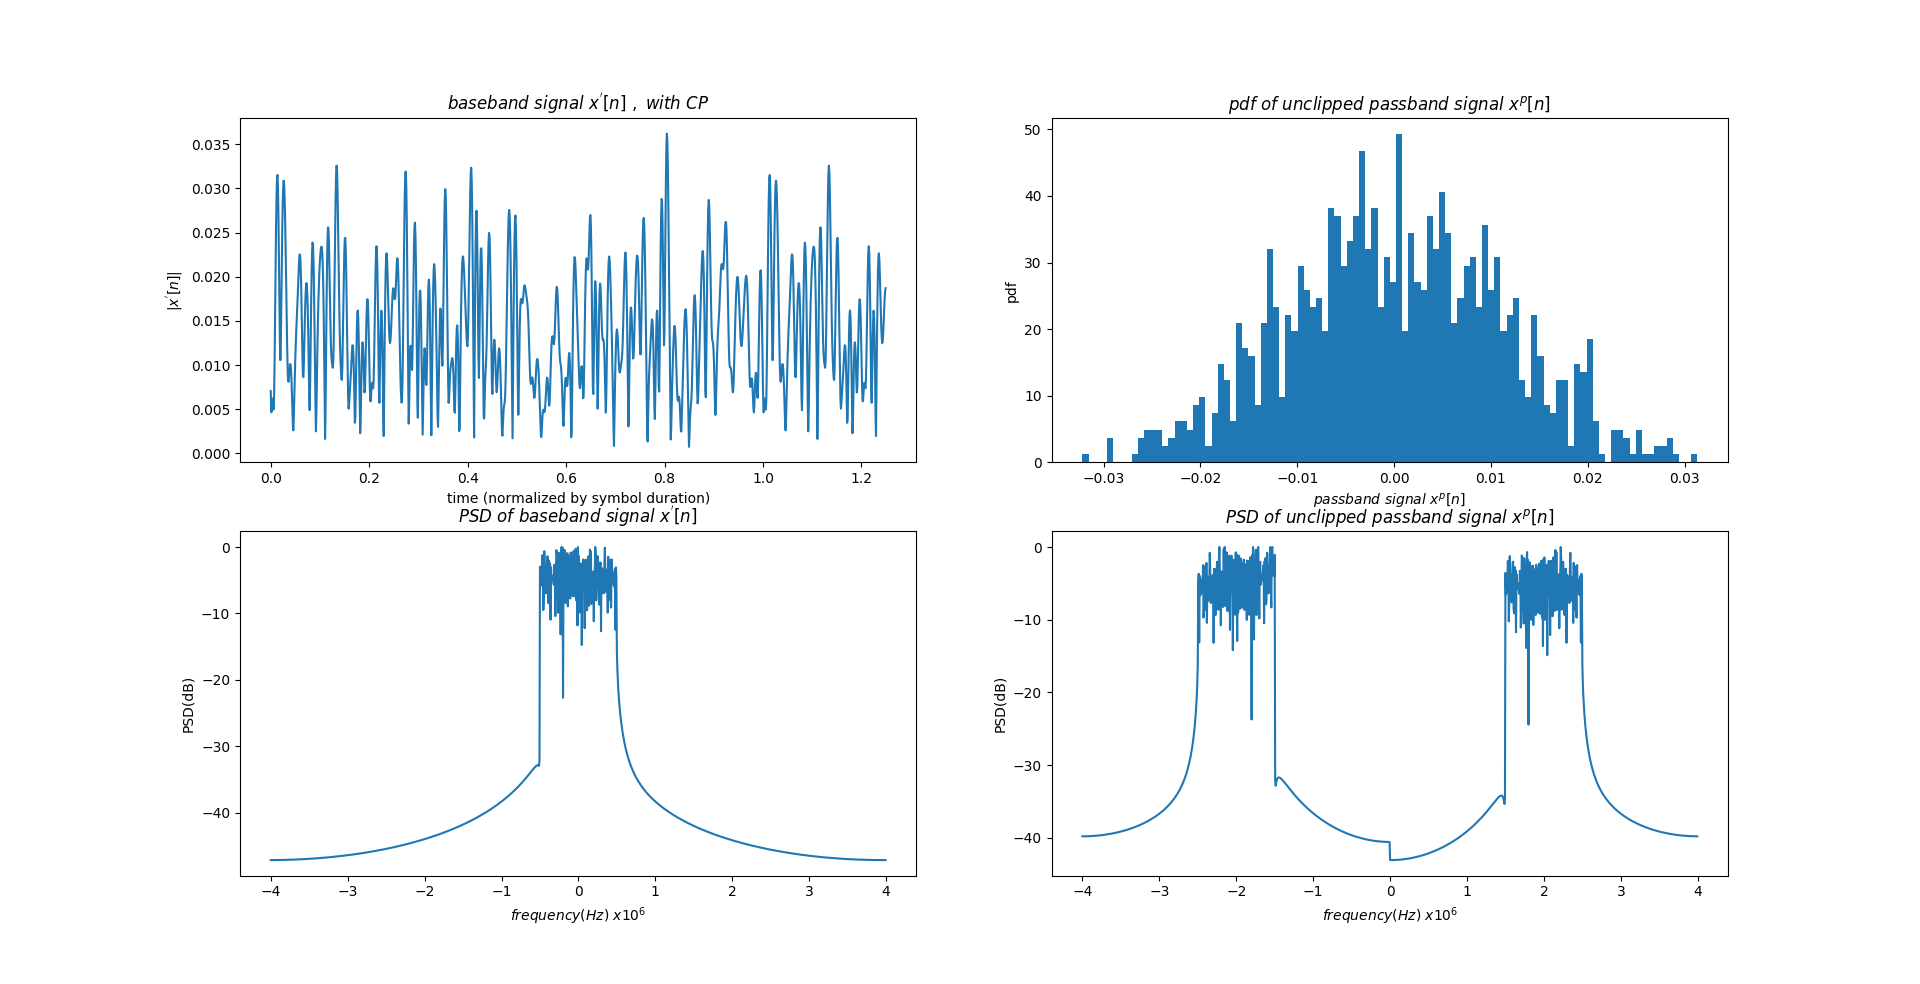 baseband signal x′[n] , with CP
|x′[n]|
0.035
0.030
0.025
0.020
0.015
0.010
0.005
0.000
0.0 0.2 0.4 0.6 0.8 1.0 1.2
time (normalized by symbol duration)
pdf of unclipped passband signal xᵖ[n]
pdf
50
40
30
20
10
0
−0.03 −0.02 −0.01 0.00 0.01 0.02 0.03
passband signal xᵖ[n]
PSD of baseband signal x′[n]
PSD(dB)
0
−10
−20
−30
−40
−4 −3 −2 −1 0 1 2 3 4
frequency(Hz) x10⁶
PSD of unclipped passband signal xᵖ[n]
PSD(dB)
0
−10
−20
−30
−40
−4 −3 −2 −1 0 1 2 3 4
frequency(Hz) x10⁶